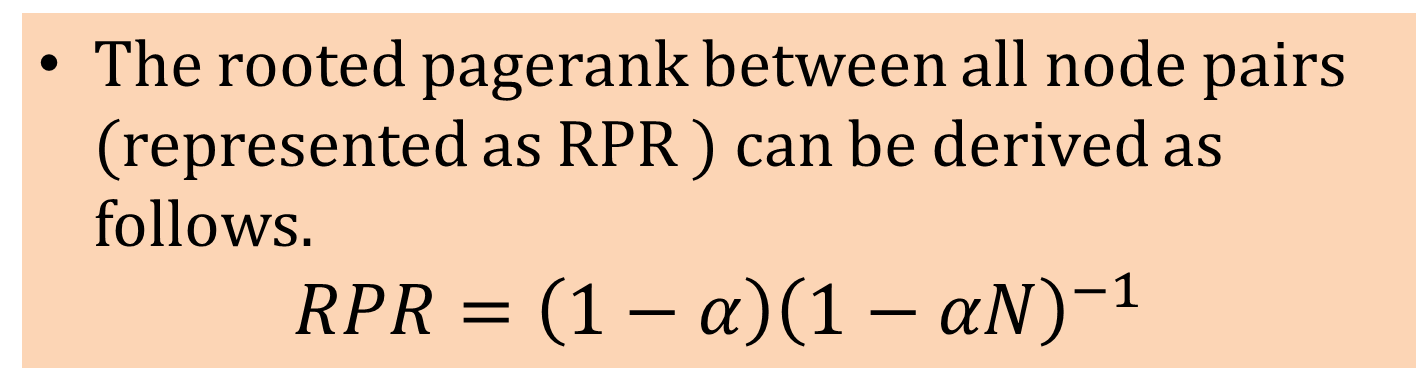 • The rooted pagerank between all node pairs
(represented as RPR ) can be derived as
follows.
𝑅𝑃𝑅 = (1 − 𝛼)(1 − 𝛼𝑁)⁻¹